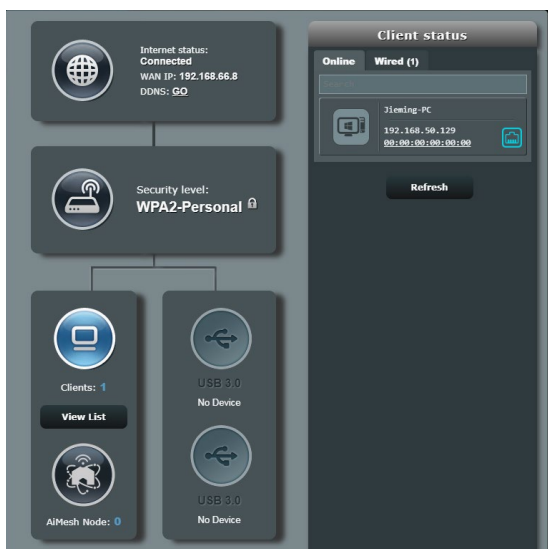 Internet status:
Connected
WAN IP: 192.168.66.8
DDNS: GO
Security level:
WPA2-Personal
Clients: 1
View List
AiMesh Node: 0
USB 3.0
No Device
USB 3.0
No Device
Client status
Online Wired (1)
Search
Jieming-PC
192.168.50.129
00:00:00:00:00:00
Refresh